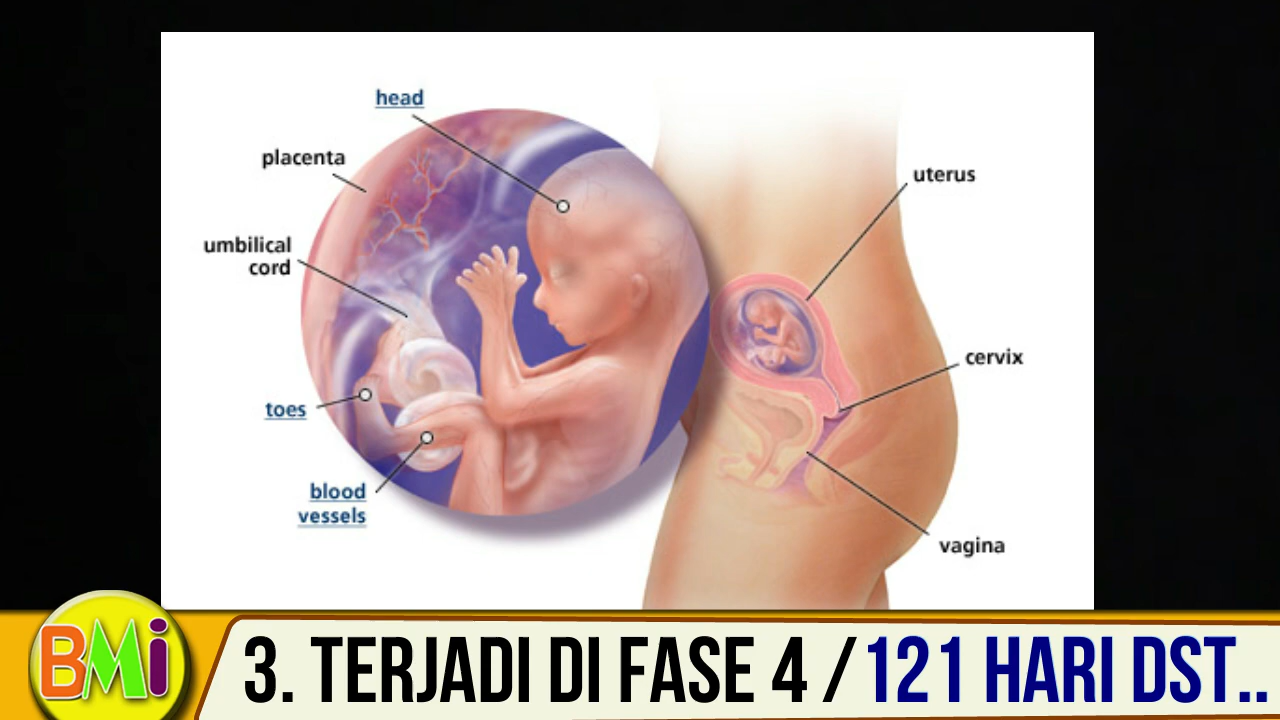 head
placenta
umbilical
cord
toes
blood
vessels
uterus
cervix
vagina
BMi
3. TERJADI DI FASE 4 / 121 HARI DST..